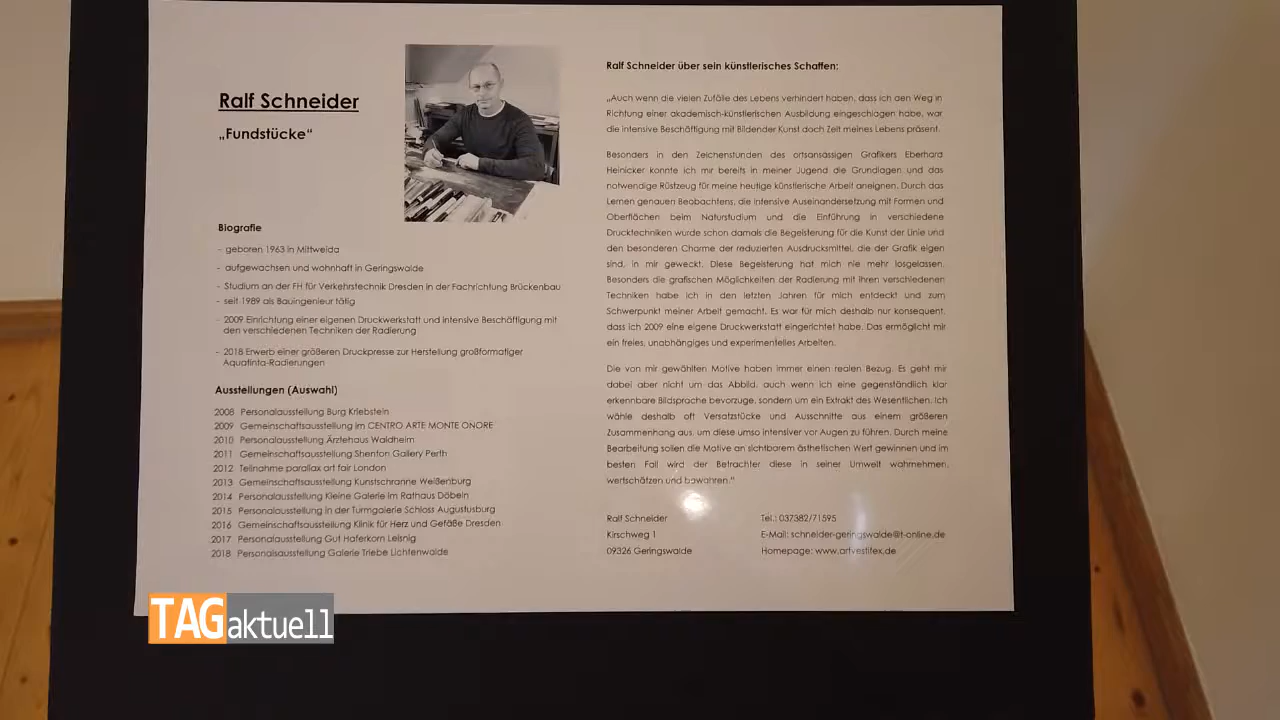 Ralf Schneider
„Fundstücke“
Biografie
- geboren 1963 in Mittweida
- aufgewachsen und wohnhaft in Geringswalde
- Studium an der FH für Verkehrstechnik Dresden in der Fachrichtung Brückenbau
- seit 1989 als Bauingenieur tätig
- 2009 Einrichtung einer eigenen Druckwerkstatt und intensive Beschäftigung mit
den verschiedenen Techniken der Radierung
- 2018 Erwerb einer größeren Druckpresse zur Herstellung großformatiger
Aquatinta-Radierungen
Ausstellungen (Auswahl)
2008 Personalausstellung Burg Kriebstein
2009 Gemeinschaftsausstellung im CENTRO ARTE MONTE ONORE
2010 Personalausstellung Ärztehaus Waldheim
2011 Gemeinschaftsausstellung Shenton Gallery Perth
2012 Teilnahme parallax art fair London
2013 Gemeinschaftsausstellung Kunstschranne Weißenburg
2014 Personalausstellung Kleine Galerie im Rathaus Döbeln
2015 Personalausstellung in der Turmgalerie Schloss Augustusburg
2016 Gemeinschaftsausstellung Klinik für Herz und Gefäße Dresden
2017 Personalausstellung Gut Haferkorn Leisnig
2018 Personalsausstellung Galerie Triebe Lichtenwalde
Ralf Schneider über sein künstlerisches Schaffen:
„Auch wenn die vielen Zufälle des Lebens verhindert haben, dass ich den Weg in
Richtung einer akademisch-künstlerischen Ausbildung eingeschlagen habe, war
die intensive Beschäftigung mit Bildender Kunst doch Zeit meines Lebens präsent.
Besonders in den Zeichenstunden des ortsansässigen Grafikers Eberhard
Heinicker konnte ich mir bereits in meiner Jugend die Grundlagen und das
notwendige Rüstzeug für meine heutige künstlerische Arbeit aneignen. Durch das
Lernen genauen Beobachtens, die intensive Auseinandersetzung mit Formen und
Oberflächen beim Naturstudium und die Einführung in verschiedene
Drucktechniken wurde schon damals die Begeisterung für die Kunst der Linie und
den besonderen Charme der reduzierten Ausdrucksmittel, die der Grafik eigen
sind, in mir geweckt. Diese Begeisterung hat mich nie mehr losgelassen.
Besonders die grafischen Möglichkeiten der Radierung mit ihren verschiedenen
Techniken habe ich in den letzten Jahren für mich entdeckt und zum
Schwerpunkt meiner Arbeit gemacht. Es war für mich deshalb nur konsequent,
dass ich 2009 eine eigene Druckwerkstatt eingerichtet habe. Das ermöglicht mir
ein freies, unabhängiges und experimentelles Arbeiten.
Die von mir gewählten Motive haben immer einen realen Bezug. Es geht mir
dabei aber nicht um das Abbild, auch wenn ich eine gegenständlich klar
erkennbare Bildsprache bevorzuge, sondern um ein Extrakt des Wesentlichen. Ich
wähle deshalb oft Versatzstücke und Ausschnitte aus einem größeren
Zusammenhang aus, um diese umso intensiver vor Augen zu führen. Durch meine
Bearbeitung sollen die Motive an sichtbarem ästhetischen Wert gewinnen und im
besten Fall wird der Betrachter diese in seiner Umwelt wahrnehmen,
wertschätzen und bewahren.“
Ralf Schneider
Kirschweg 1
09326 Geringswalde
Tel.: 037382/71595
E-Mail: schneider-geringswalde@t-online.de
Homepage: www.artvestifex.de
TAGaktuell